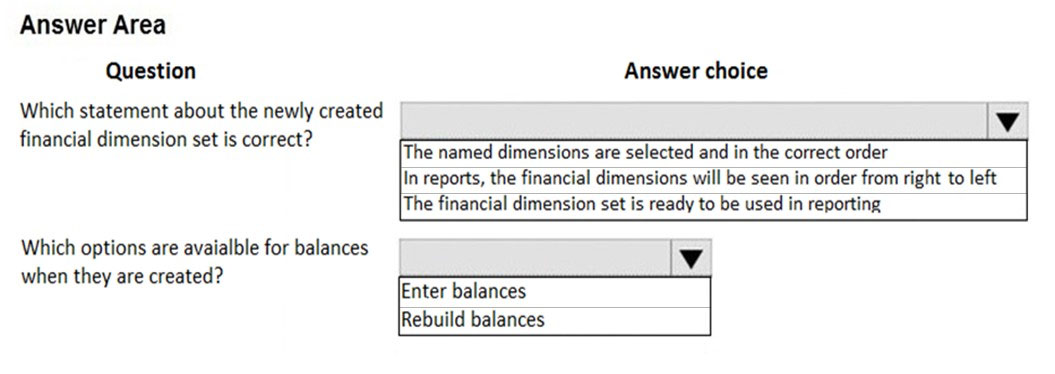 Answer Area
Question Answer choice
Which statement about the newly created
financial dimension set is correct?
The named dimensions are selected and in the correct order
In reports, the financial dimensions will be seen in order from right to left
The financial dimension set is ready to be used in reporting
Which options are avaialble for balances
when they are created?
Enter balances
Rebuild balances